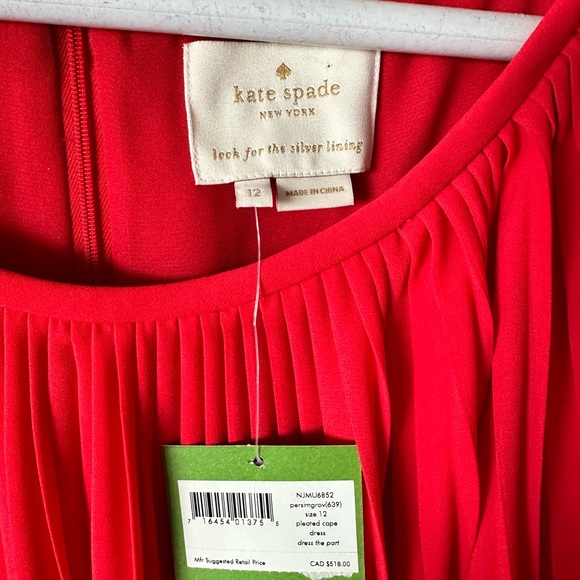 kate spade
NEW YORK
look for the silver lining
12
MADE IN CHINA
NJMU6852
persimgrov(639)
size 12
pleated cape
dress
dress the part
7 16454 01375 5
Mfr Suggested Retail Price
CAD $518.00